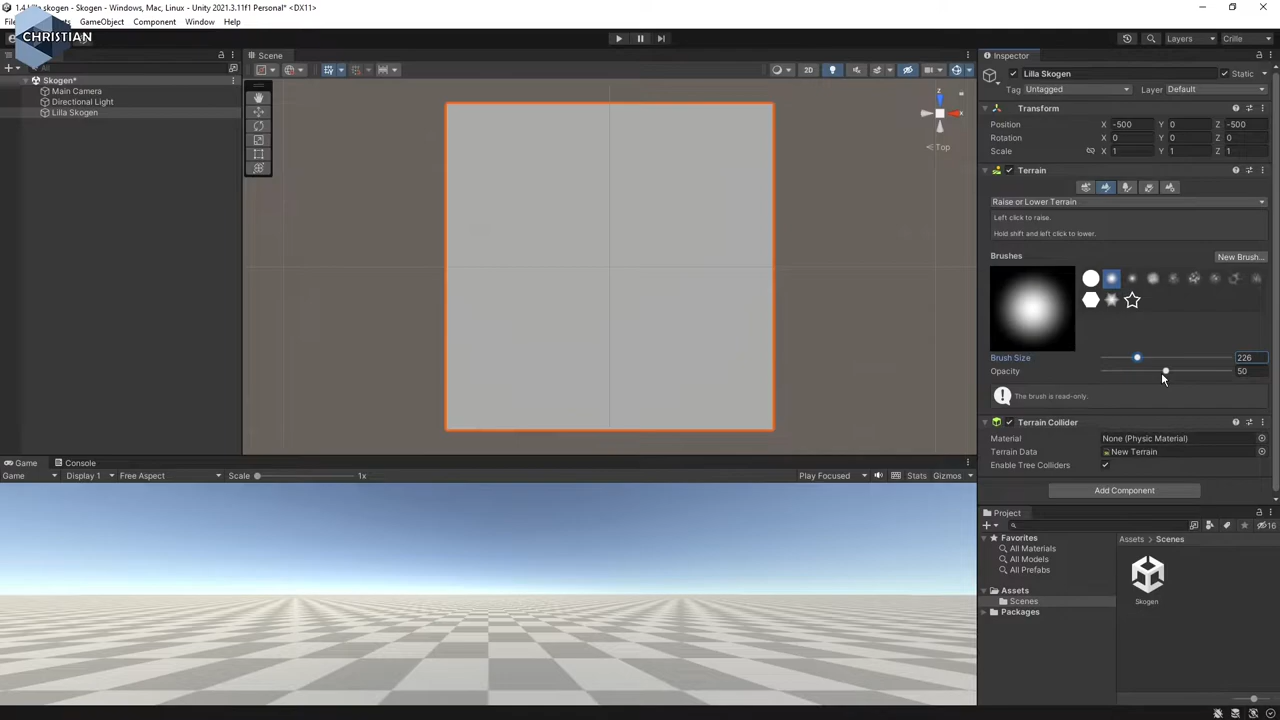 1.4 Lilla skogen - Skogen - Windows, Mac, Linux - Unity 2021.3.11f1 Personal* <DX11>
GameObject Component Window Help
CHRISTIAN
Layers Crille
All
Skogen*
Main Camera
Directional Light
Lilla Skogen
Scene
2D
z
x
Top
Inspector
Lilla Skogen Static
Tag Untagged Layer Default
Transform
Position X -500 Y 0 Z -500
Rotation X 0 Y 0 Z 0
Scale X 1 Y 1 Z 1
Terrain
Raise or Lower Terrain
Left click to raise.
Hold shift and left click to lower.
Brushes New Brush...
Brush Size 226
Opacity 50
The brush is read-only.
Terrain Collider
Material None (Physic Material)
Terrain Data New Terrain
Enable Tree Colliders
Add Component
Game Console
Game Display 1 Free Aspect Scale 1x Play Focused Stats Gizmos
Project
16
Favorites
All Materials
All Models
All Prefabs
Assets
Scenes
Packages
Assets > Scenes
Skogen